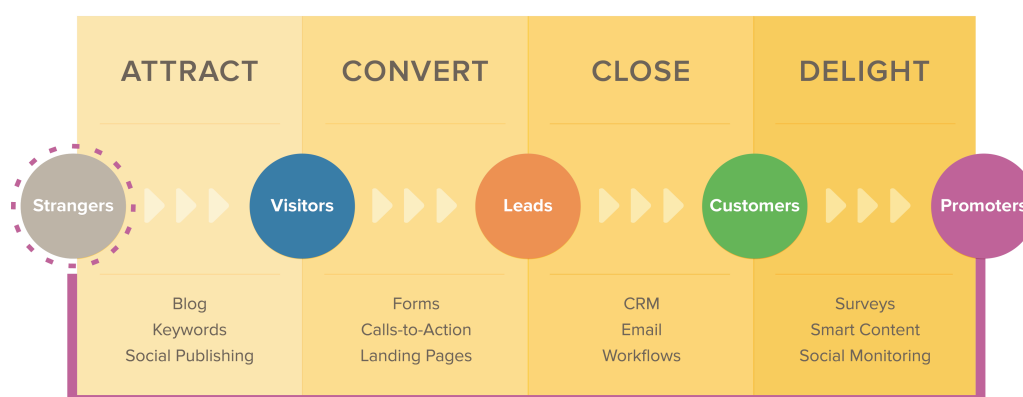 ATTRACT
CONVERT
CLOSE
DELIGHT
Strangers
Visitors
Leads
Customers
Promoters
Blog
Keywords
Social Publishing
Forms
Calls-to-Action
Landing Pages
CRM
Email
Workflows
Surveys
Smart Content
Social Monitoring